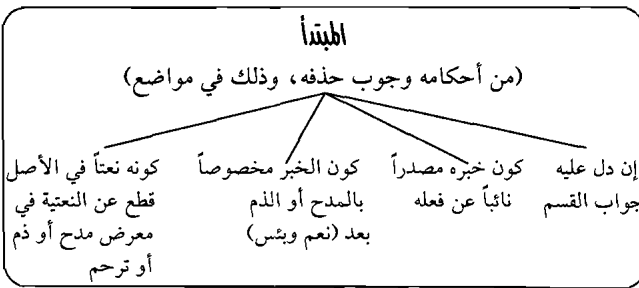 المبتدأ
(من أحكامه وجوب حذفه، وذلك في مواضع)
إن دل عليه
جواب القسم
كون خبره مصدراً
نائباً عن فعله
كون الخبر مخصوصاً
بالمدح أو الذم
بعد (نعم وبئس)
كونه نعتاً في الأصل
قطع عن النعتية في
معرض مدح أو ذم
أو ترحم